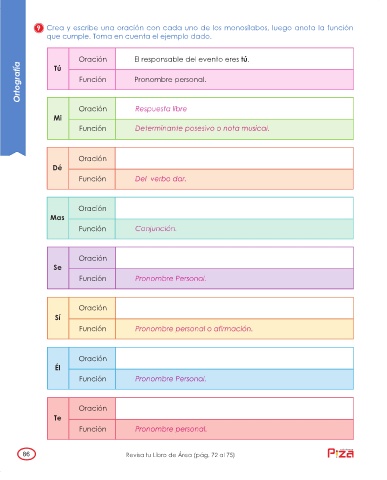 Ortografía
9 Crea y escribe una oración con cada uno de los monosílabos, luego anota la función
que cumple. Toma en cuenta el ejemplo dado.
Tú
Oración El responsable del evento eres tú.
Función Pronombre personal.
Mi
Oración Respuesta libre
Función Determinante posesivo o nota musical.
Dé
Oración
Función Del verbo dar.
Mas
Oración
Función Conjunción.
Se
Oración
Función Pronombre Personal.
Sí
Oración
Función Pronombre personal o afirmación.
Él
Oración
Función Pronombre Personal.
Te
Oración
Función Pronombre personal.
86
Revisa tu Libro de Área (pág. 72 al 75)